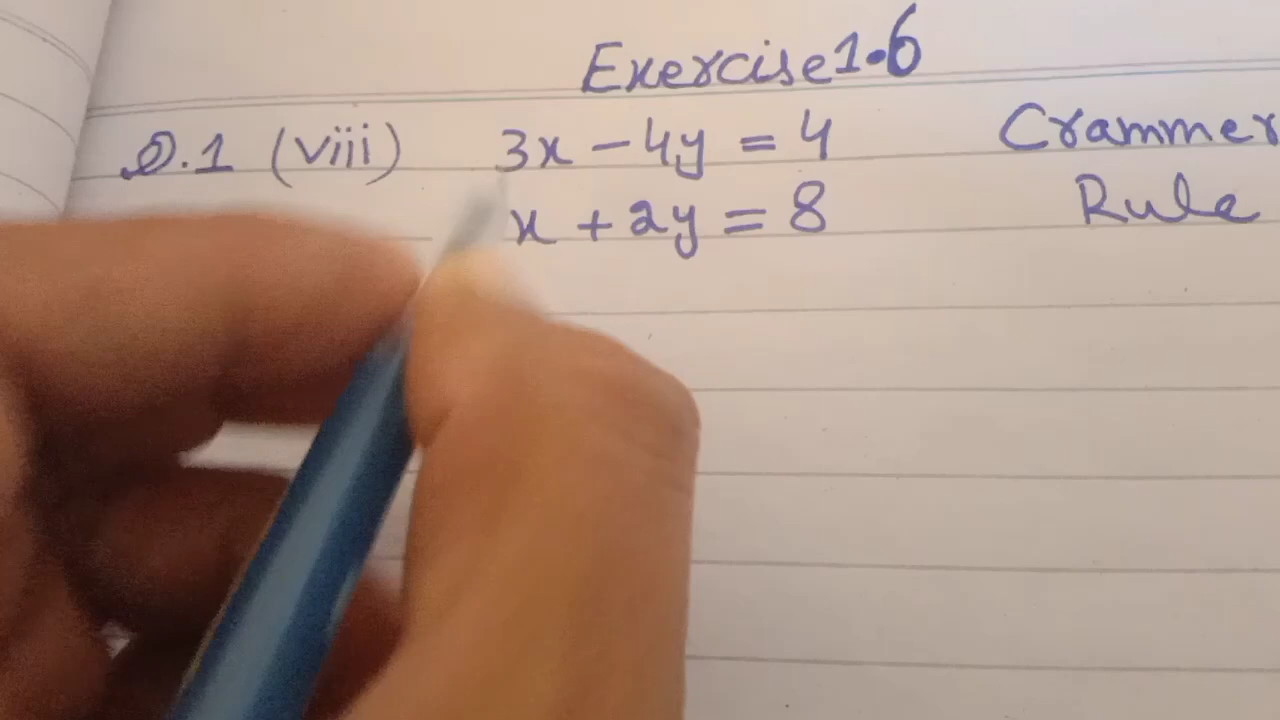 Exercise 1.6
Q.1 (viii) 3x - 4y = 4 Crammer
x + 2y = 8 Rule